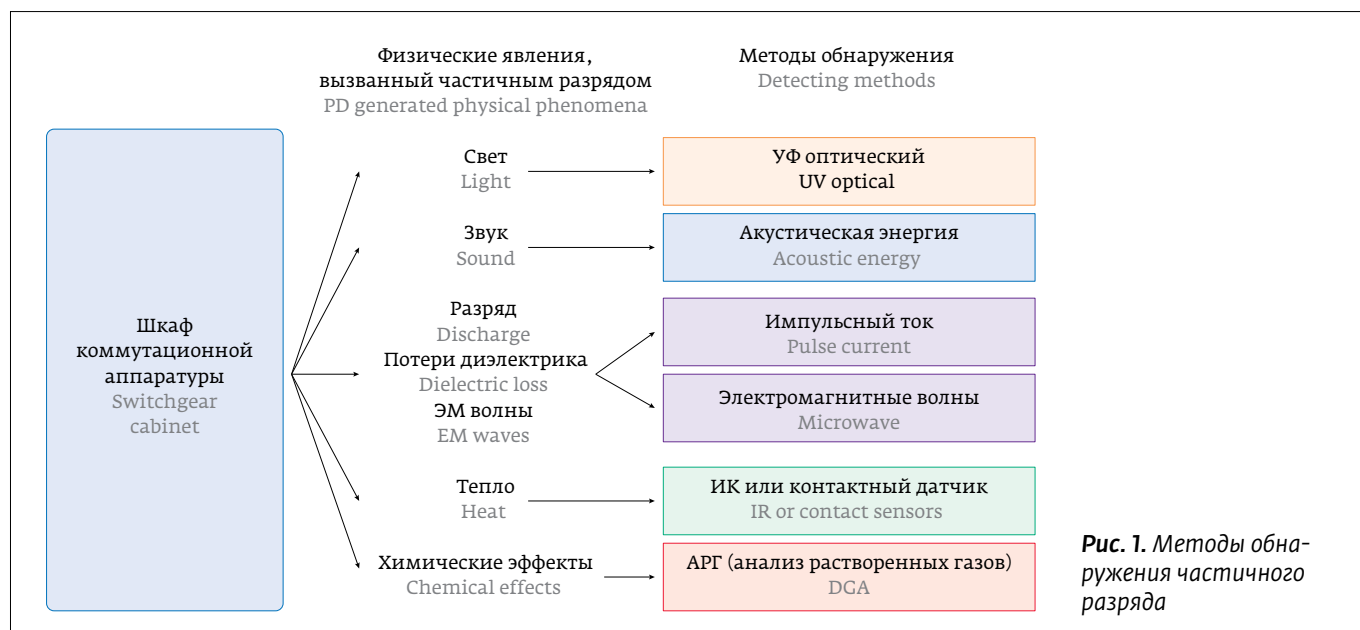 Физические явления,
вызванный частичным разрядом
PD generated physical phenomena
Методы обнаружения
Detecting methods
Шкаф
коммутационной
аппаратуры
Switchgear
cabinet
Свет
Light
УФ оптический
UV optical
Звук
Sound
Акустическая энергия
Acoustic energy
Разряд
Discharge
Потери диэлектрика
Dielectric loss
ЭМ волны
EM waves
Импульсный ток
Pulse current
Электромагнитные волны
Microwave
Тепло
Heat
ИК или контактный датчик
IR or contact sensors
Химические эффекты
Chemical effects
АРГ (анализ растворенных газов)
DGA
Рис. 1. Методы обна-
ружения частичного
разряда